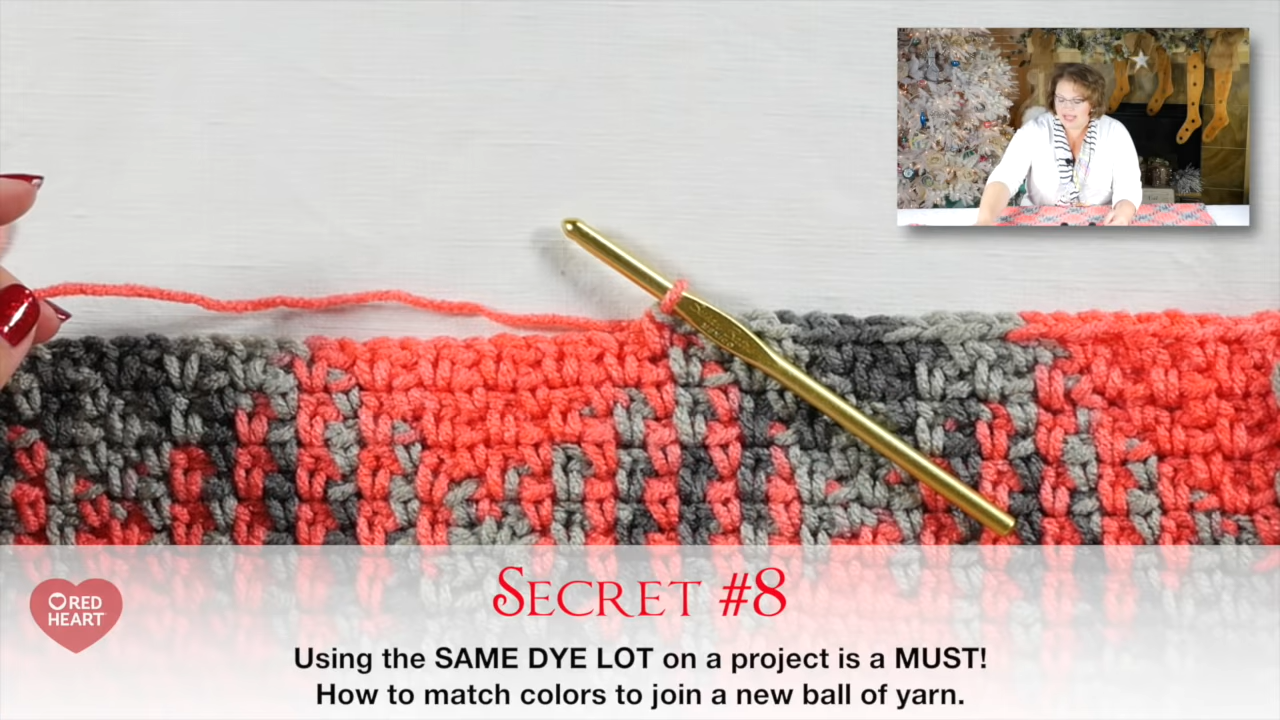 SECRET #8
RED
HEART
Using the SAME DYE LOT on a project is a MUST!
How to match colors to join a new ball of yarn.